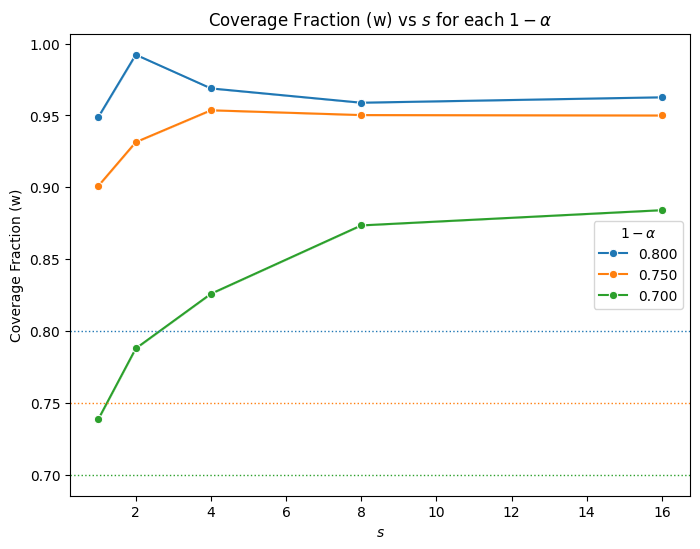 Coverage Fraction (w) vs s for each 1 − α
1.00
0.95
0.90
0.85
0.80
0.75
0.70
Coverage Fraction (w)
1 − α
0.800
0.750
0.700
2 4 6 8 10 12 14 16
s